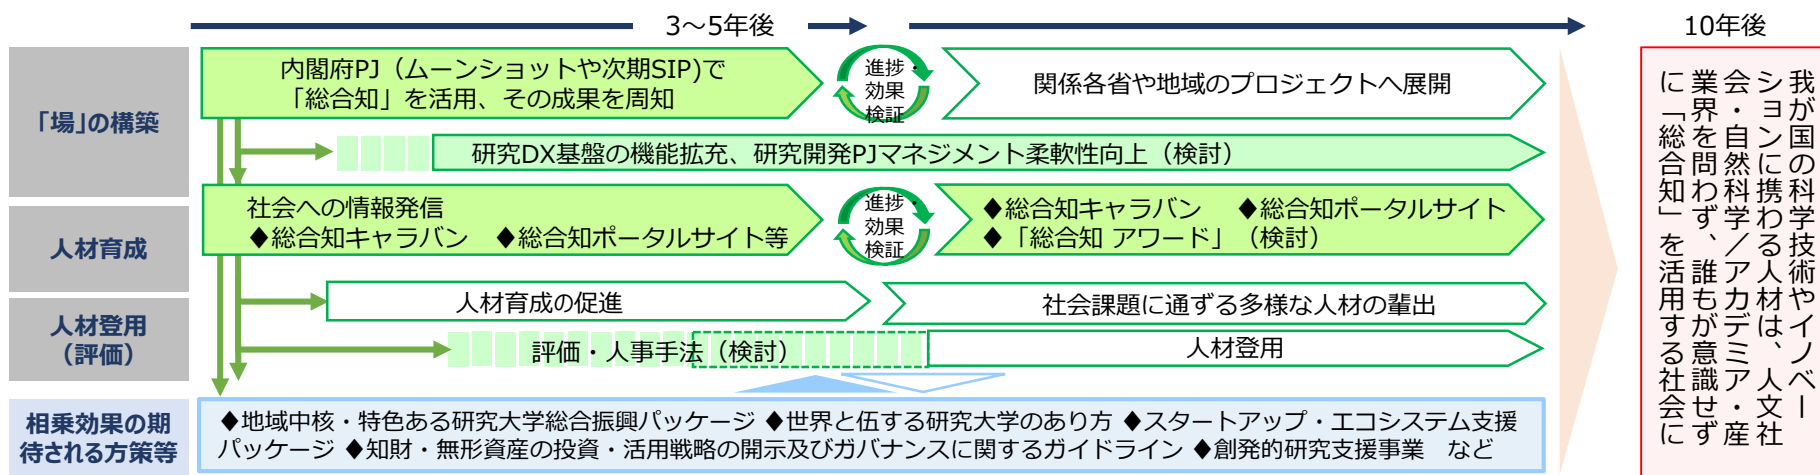 3～5年後
10年後
「場」の構築
内閣府PJ（ムーンショットや次期SIP)で
「総合知」を活用、その成果を周知
進捗・
効果
検証
関係各省や地域のプロジェクトへ展開
研究DX基盤の機能拡充、研究開発PJマネジメント柔軟性向上（検討）
人材育成
社会への情報発信
◆総合知キャラバン　◆総合知ポータルサイト等
進捗・
効果
検証
◆総合知キャラバン　◆総合知ポータルサイト
◆「総合知 アワード」（検討）
人材育成の促進
社会課題に通ずる多様な人材の輩出
人材登用
（評価）
評価・人事手法（検討）
人材登用
相乗効果の期
待される方策等
◆地域中核・特色ある研究大学総合振興パッケージ ◆世界と伍する研究大学のあり方 ◆スタートアップ・エコシステム支援
パッケージ ◆知財・無形資産の投資・活用戦略の開示及びガバナンスに関するガイドライン ◆創発的研究支援事業　など
我が国の科学技術やイノベー
ションに携わる人材は、人文社
会・自然科学／アカデミア・産
業界を問わず、誰もが意識せず
に「総合知」を活用する社会に